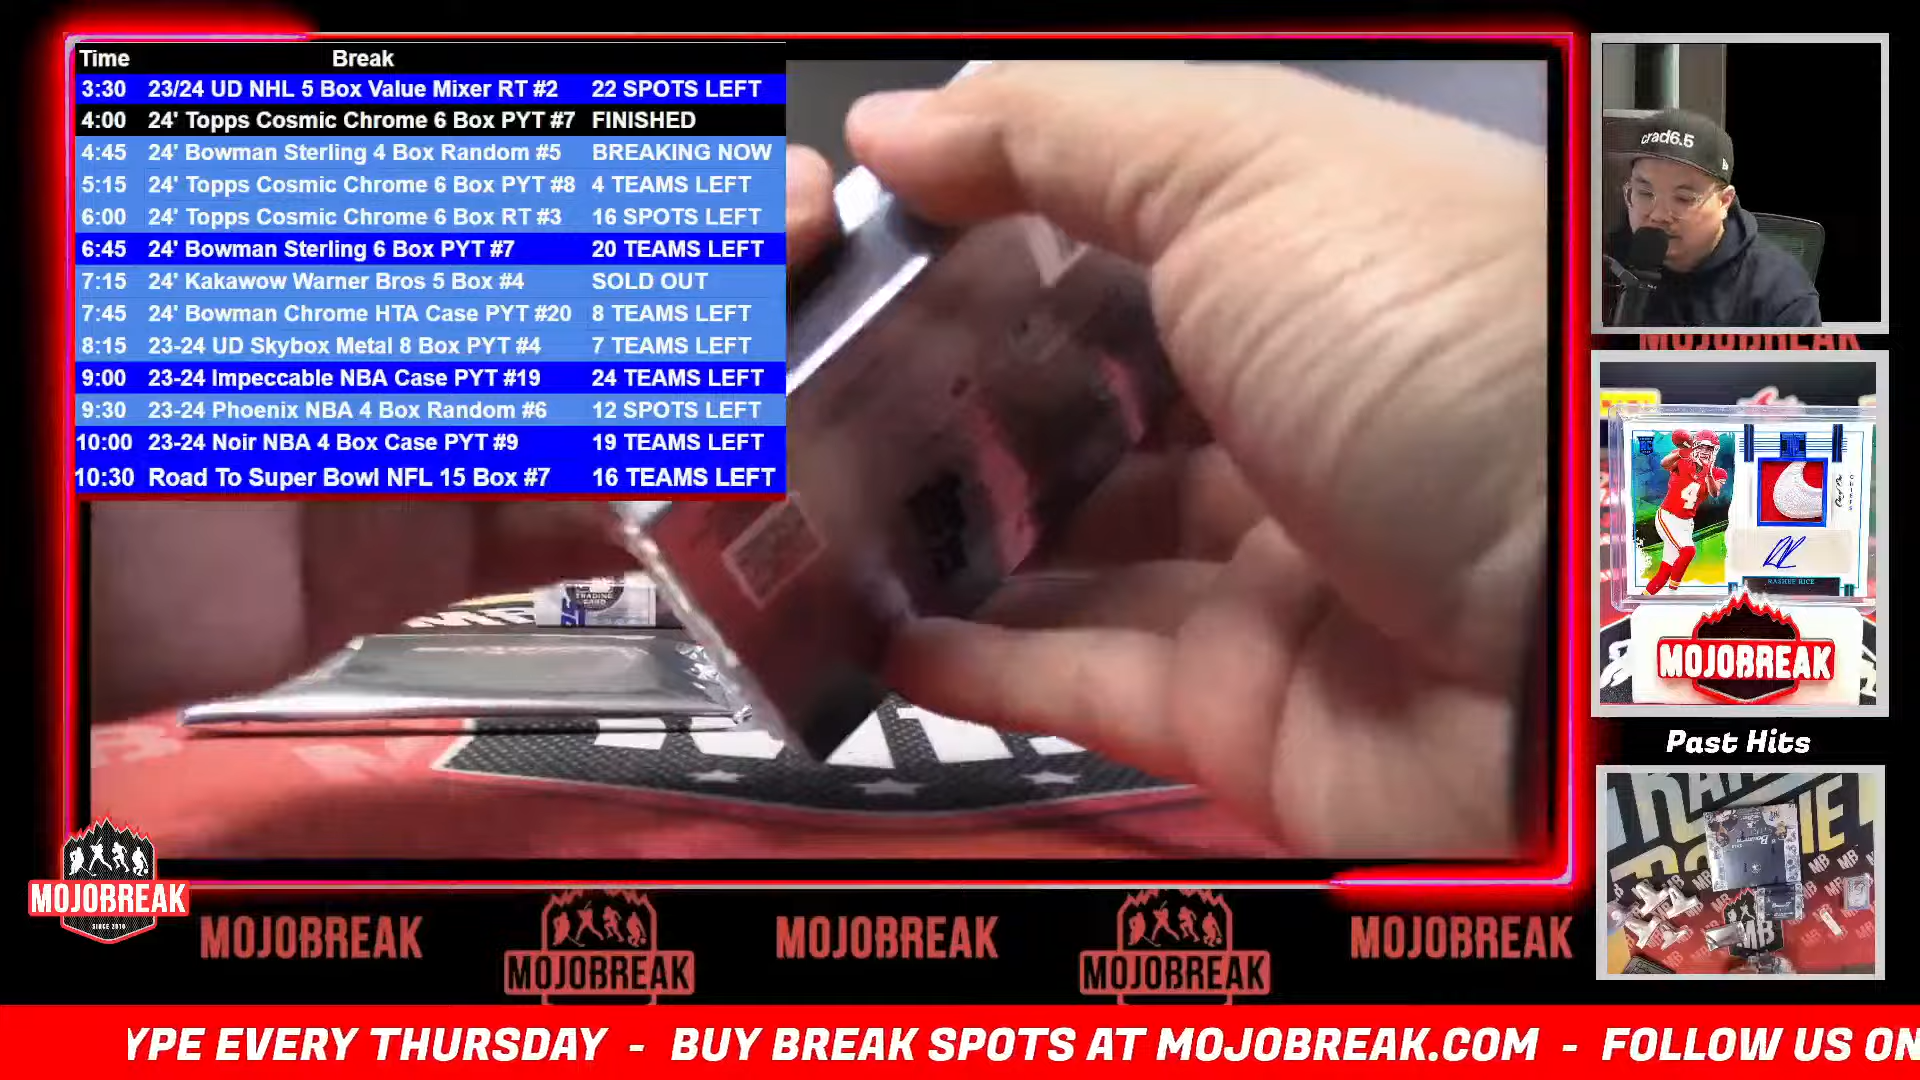 Time Break
3:30 23/24 UD NHL 5 Box Value Mixer RT #2 22 SPOTS LEFT
4:00 24' Topps Cosmic Chrome 6 Box PYT #7 FINISHED
4:45 24' Bowman Sterling 4 Box Random #5 BREAKING NOW
5:15 24' Topps Cosmic Chrome 6 Box PYT #8 4 TEAMS LEFT
6:00 24' Topps Cosmic Chrome 6 Box RT #3 16 SPOTS LEFT
6:45 24' Bowman Sterling 6 Box PYT #7 20 TEAMS LEFT
7:15 24' Kakawow Warner Bros 5 Box #4 SOLD OUT
7:45 24' Bowman Chrome HTA Case PYT #20 8 TEAMS LEFT
8:15 23-24 UD Skybox Metal 8 Box PYT #4 7 TEAMS LEFT
9:00 23-24 Impeccable NBA Case PYT #19 24 TEAMS LEFT
9:30 23-24 Phoenix NBA 4 Box Random #6 12 SPOTS LEFT
10:00 23-24 Noir NBA 4 Box Case PYT #9 19 TEAMS LEFT
10:30 Road To Super Bowl NFL 15 Box #7 16 TEAMS LEFT
crad6.5
CHIEFS
RASHEE RICE
MOJOBREAK
Past Hits
TRADING
CARD
MB
MOJOBREAK
SINCE 2010
MOJOBREAK
MOJOBREAK
MOJOBREAK
MOJOBREAK
MOJOBREAK
YPE EVERY THURSDAY - BUY BREAK SPOTS AT MOJOBREAK.COM - FOLLOW US ON